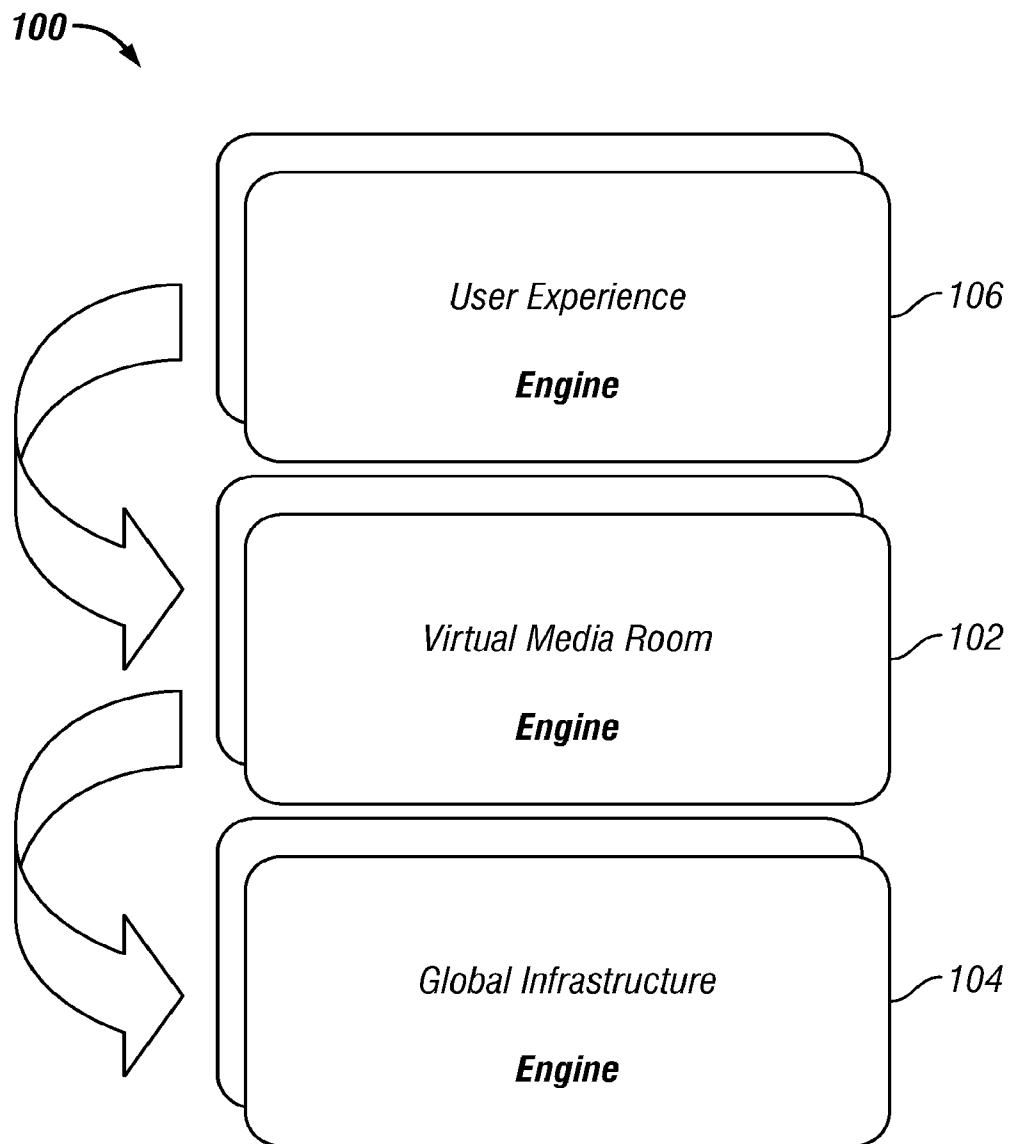 100
User Experience
106
Engine
Virtual Media Room
102
Engine
Global Infrastructure
104
Engine